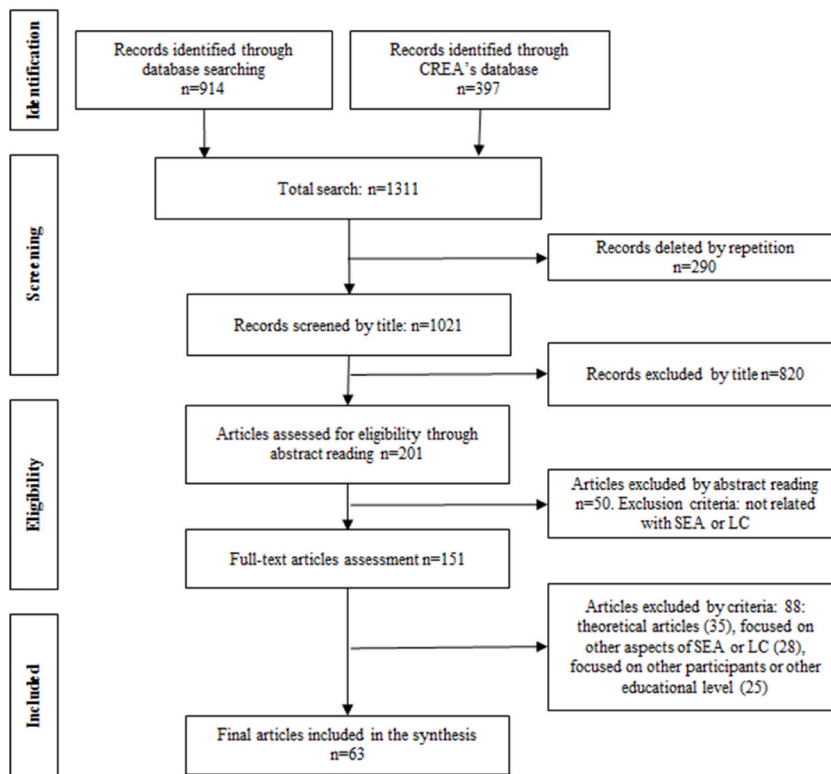 Identification
Records identified through
database searching
n=914
Records identified through
CREA's database
n=397
Screening
Total search: n=1311
Records deleted by repetition
n=290
Records screened by title: n=1021
Records excluded by title n=820
Eligibility
Articles assessed for eligibility through
abstract reading
n=201
Articles excluded by abstract reading
n=50. Exclusion criteria: not related
with SEA or LC
Full-text articles assessment n=151
Included
Articles excluded by criteria: 88:
theoretical articles (35), focused on
other aspects of SEA or LC (28),
focused on other participants or other
educational level (25)
Final articles included in the synthesis
n=63